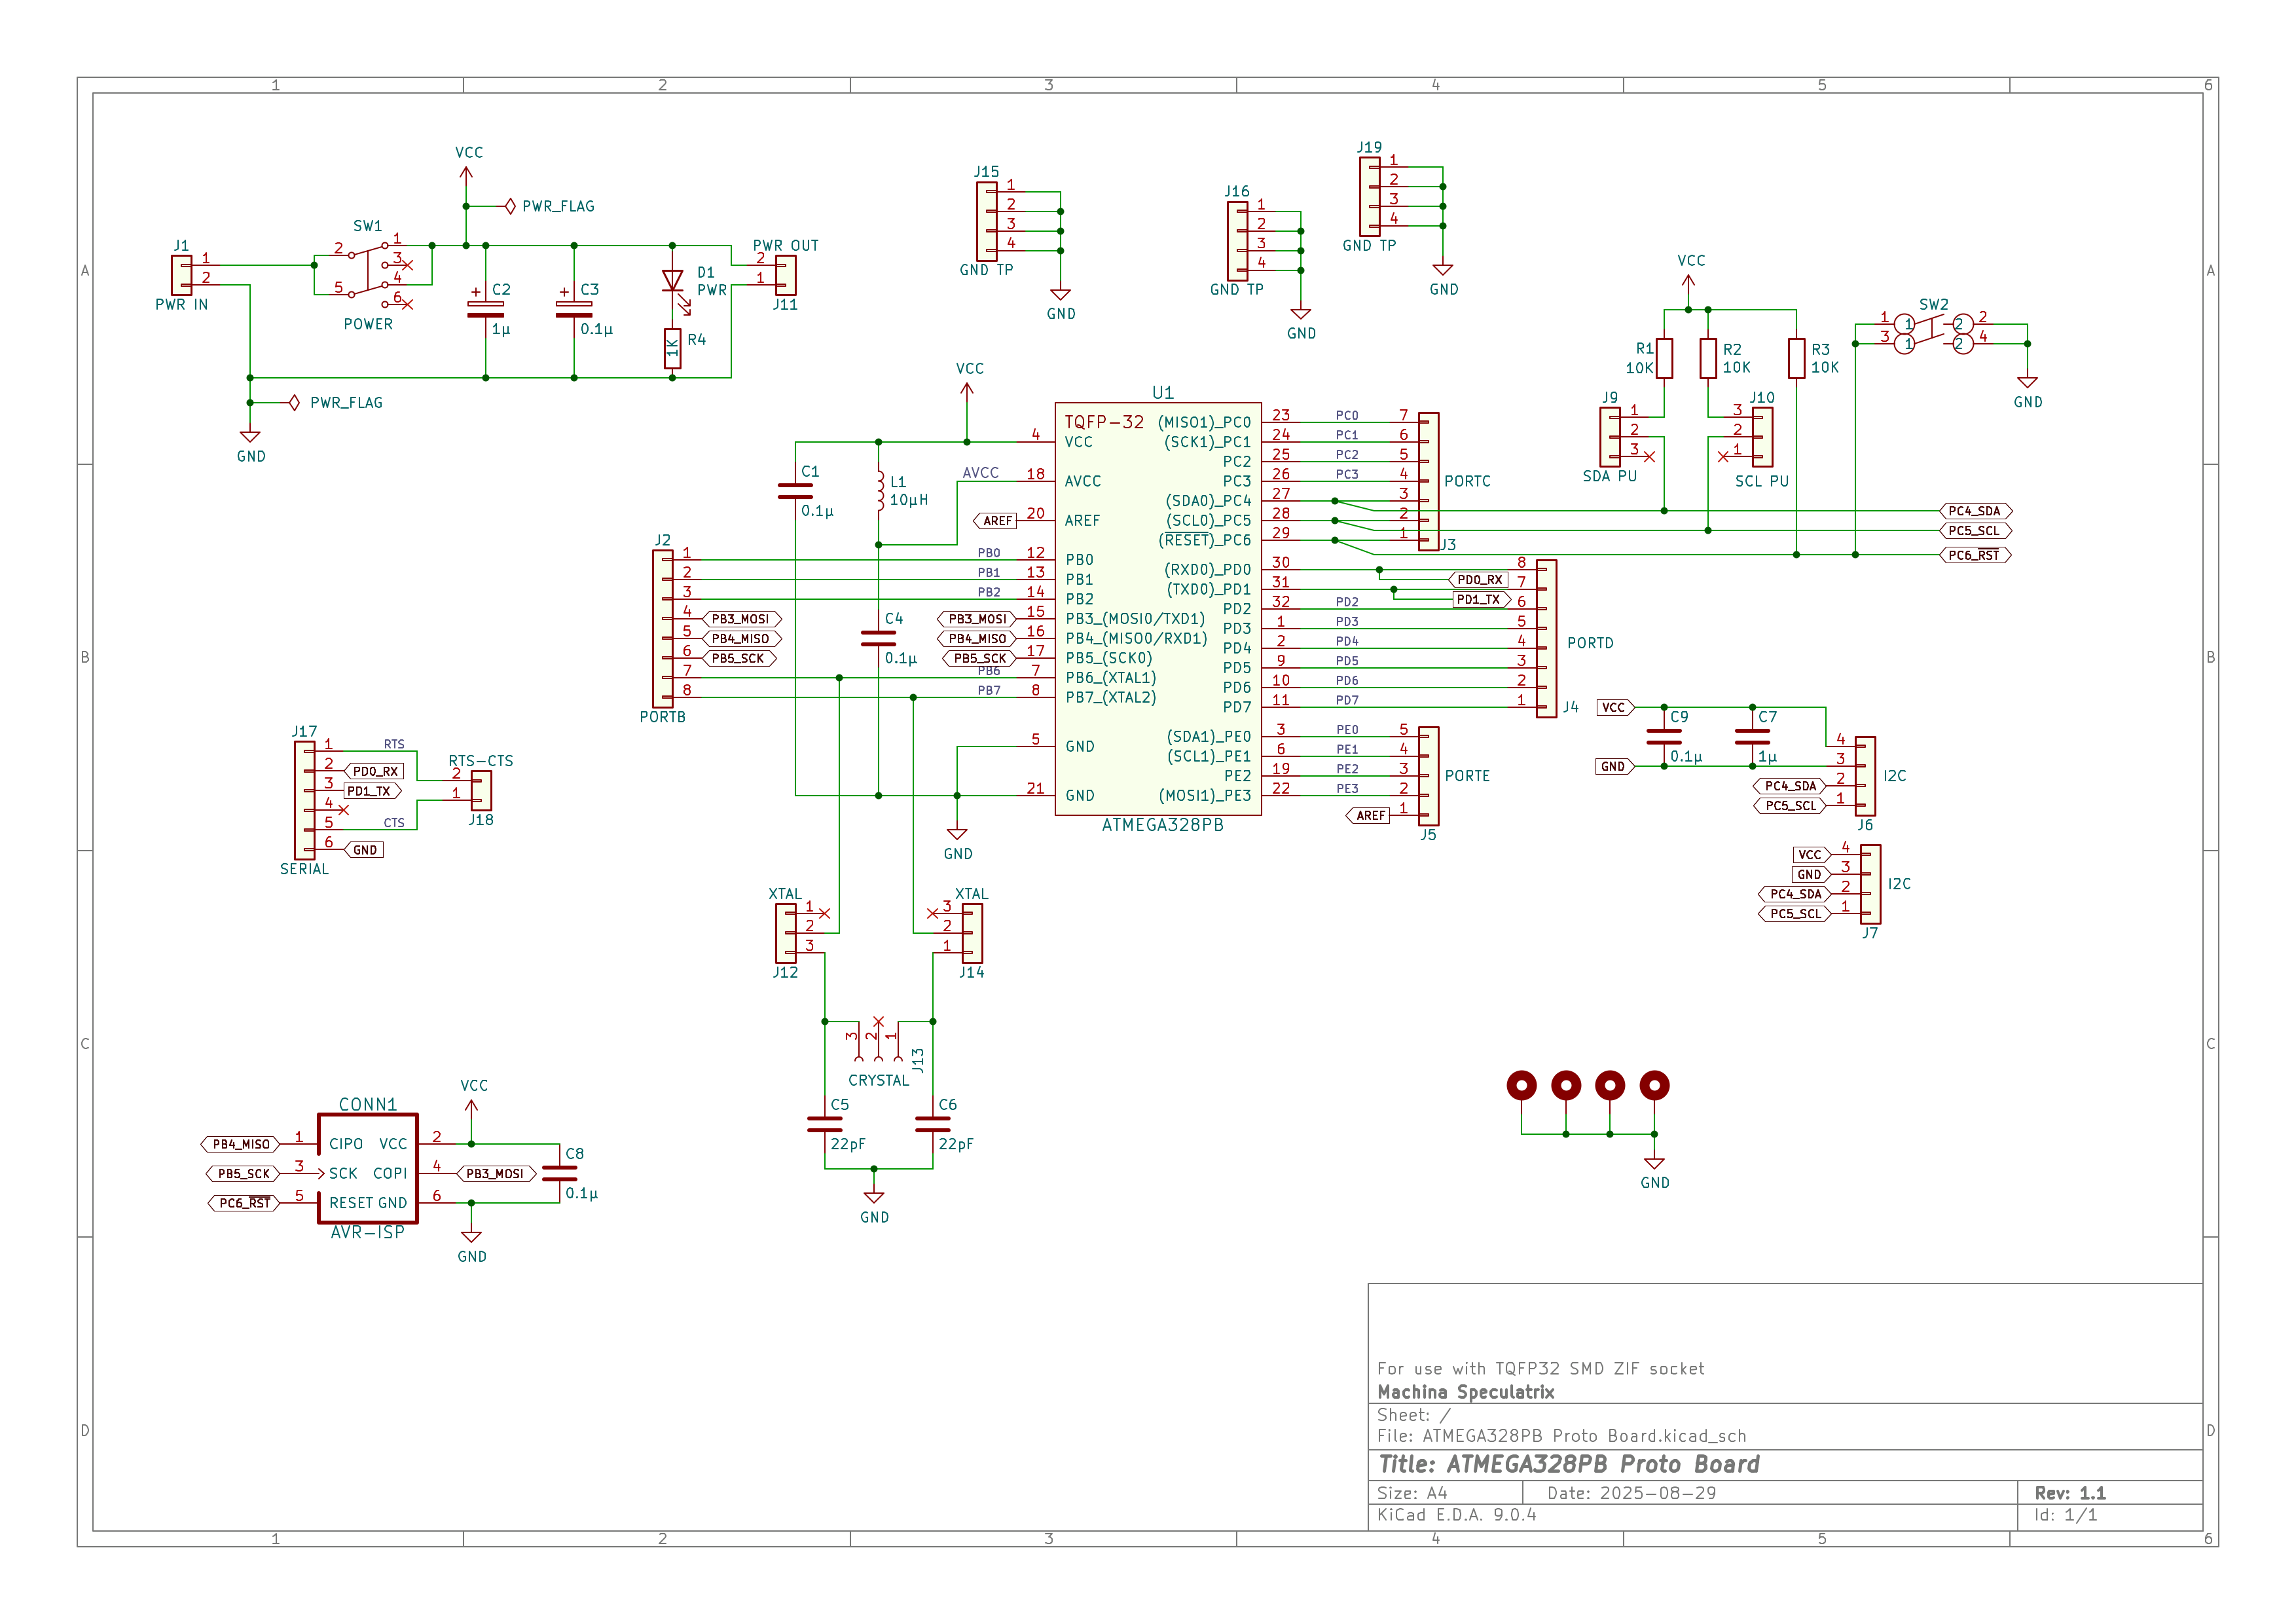 1 2 3 4 5 6
A A
B B
C C
D D
VCC
PWR_FLAG
SW1
J1
1
2
PWR IN
2 1
3
5 4
6
POWER
+ C2
1µ
+ C3
0.1µ
D1
PWR
R4
1K
PWR OUT
2
1
J11
PWR_FLAG
GND
J15
1
2
3
4
GND TP
GND
J16
1
2
3
4
GND TP
GND
J19
1
2
3
4
GND TP
GND
VCC
R1
10K
R2
10K
R3
10K
SW2
1 1 2 2
3 1 2 4
GND
J9
1
2
3
SDA PU
J10
3
2
1
SCL PU
PC4_SDA
PC5_SCL
PC6_RST
VCC
C1
0.1µ
L1
10µH
AVCC
AREF
C4
0.1µ
J2
1
2
3
4 PB3_MOSI
5 PB4_MISO
6 PB5_SCK
7
8
PORTB
PB0
PB1
PB2
PB3_MOSI
PB4_MISO
PB5_SCK
PB6
PB7
U1
TQFP-32
4 VCC
18 AVCC
20 AREF
12 PB0
13 PB1
14 PB2
15 PB3_(MOSI0/TXD1)
16 PB4_(MISO0/RXD1)
17 PB5_(SCK0)
7 PB6_(XTAL1)
8 PB7_(XTAL2)
5 GND
21 GND
(MISO1)_PC0 23 PC0 7
(SCK1)_PC1 24 PC1 6
PC2 25 PC2 5
PC3 26 PC3 4
(SDA0)_PC4 27 3
(SCL0)_PC5 28 2
(RESET)_PC6 29 1
PORTC
J3
(RXD0)_PD0 30 8
PD0_RX
(TXD0)_PD1 31 7
PD1_TX
PD2 32 PD2 6
PD3 1 PD3 5
PD4 2 PD4 4
PD5 9 PD5 3
PD6 10 PD6 2
PD7 11 PD7 1
PORTD
J4
(SDA1)_PE0 3 PE0 5
(SCL1)_PE1 6 PE1 4
PE2 19 PE2 3
(MOSI1)_PE3 22 PE3 2
AREF 1
PORTE
J5
ATMEGA328PB
GND
VCC
GND
C9
0.1µ
C7
1µ
4
3
PC4_SDA 2
PC5_SCL 1
I2C
J6
VCC 4
GND 3
PC4_SDA 2
PC5_SCL 1
I2C
J7
J17
1 RTS
2 PD0_RX
3 PD1_TX
4
5 CTS
6 GND
SERIAL
RTS-CTS
2
1
J18
XTAL
1
2
3
J12
XTAL
3
2
1
J14
3 2 1
J13
CRYSTAL
C5
22pF
C6
22pF
GND
VCC
CONN1
PB4_MISO 1 CIPO VCC 2
PB5_SCK 3 SCK COPI 4 PB3_MOSI
PC6_RST 5 RESET GND 6
AVR-ISP
C8
0.1µ
GND
GND
For use with TQFP32 SMD ZIF socket
Machina Speculatrix
Sheet: /
File: ATMEGA328PB Proto Board.kicad_sch
Title: ATMEGA328PB Proto Board
Size: A4 Date: 2025-08-29 Rev: 1.1
KiCad E.D.A. 9.0.4 Id: 1/1
1 2 3 4 5 6